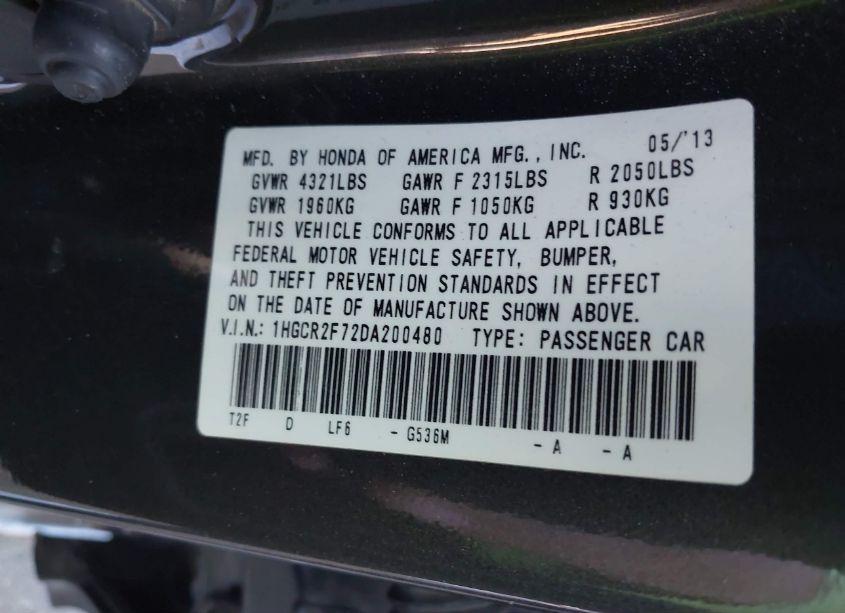 MFD. BY HONDA OF AMERICA MFG., INC. 05/'13
GVWR 4321LBS GAWR F 2315LBS R 2050LBS
GVWR 1960KG GAWR F 1050KG R 930KG
THIS VEHICLE CONFORMS TO ALL APPLICABLE
FEDERAL MOTOR VEHICLE SAFETY, BUMPER,
AND THEFT PREVENTION STANDARDS IN EFFECT
ON THE DATE OF MANUFACTURE SHOWN ABOVE.
V.I.N.: 1HGCR2F72DA200480 TYPE: PASSENGER CAR
T2F D LF6 - G536M - A - A